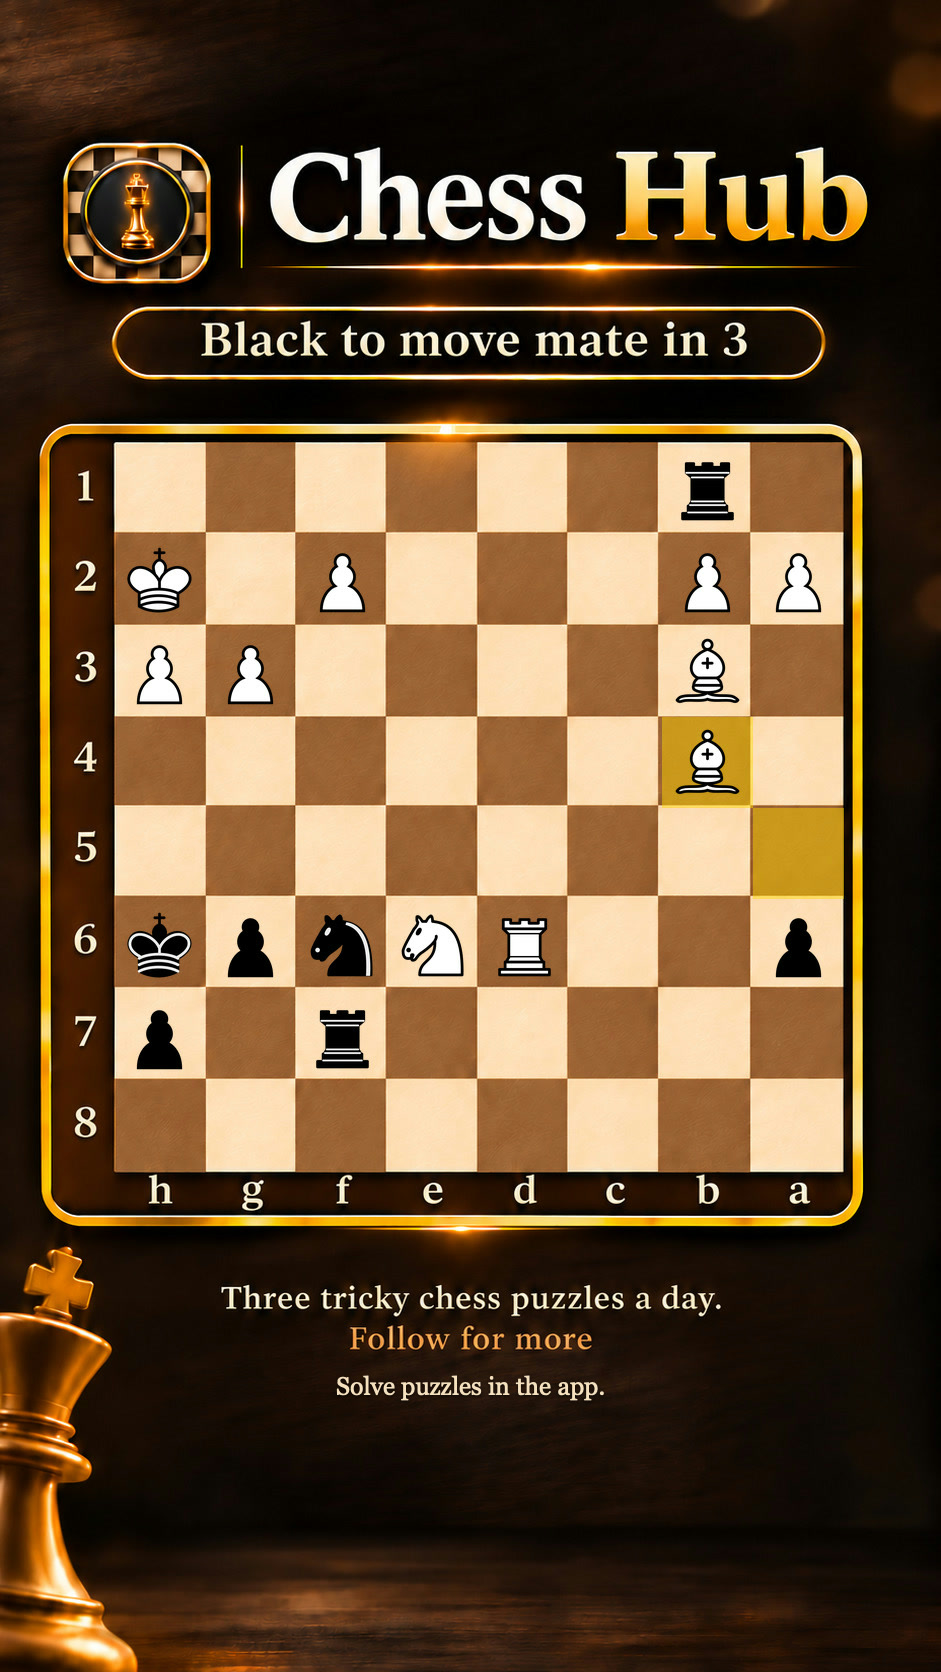 Chess Hub
Black to move mate in 3
1
2
3
4
5
6
7
8
h g f e d c b a
Three tricky chess puzzles a day.
Follow for more
Solve puzzles in the app.